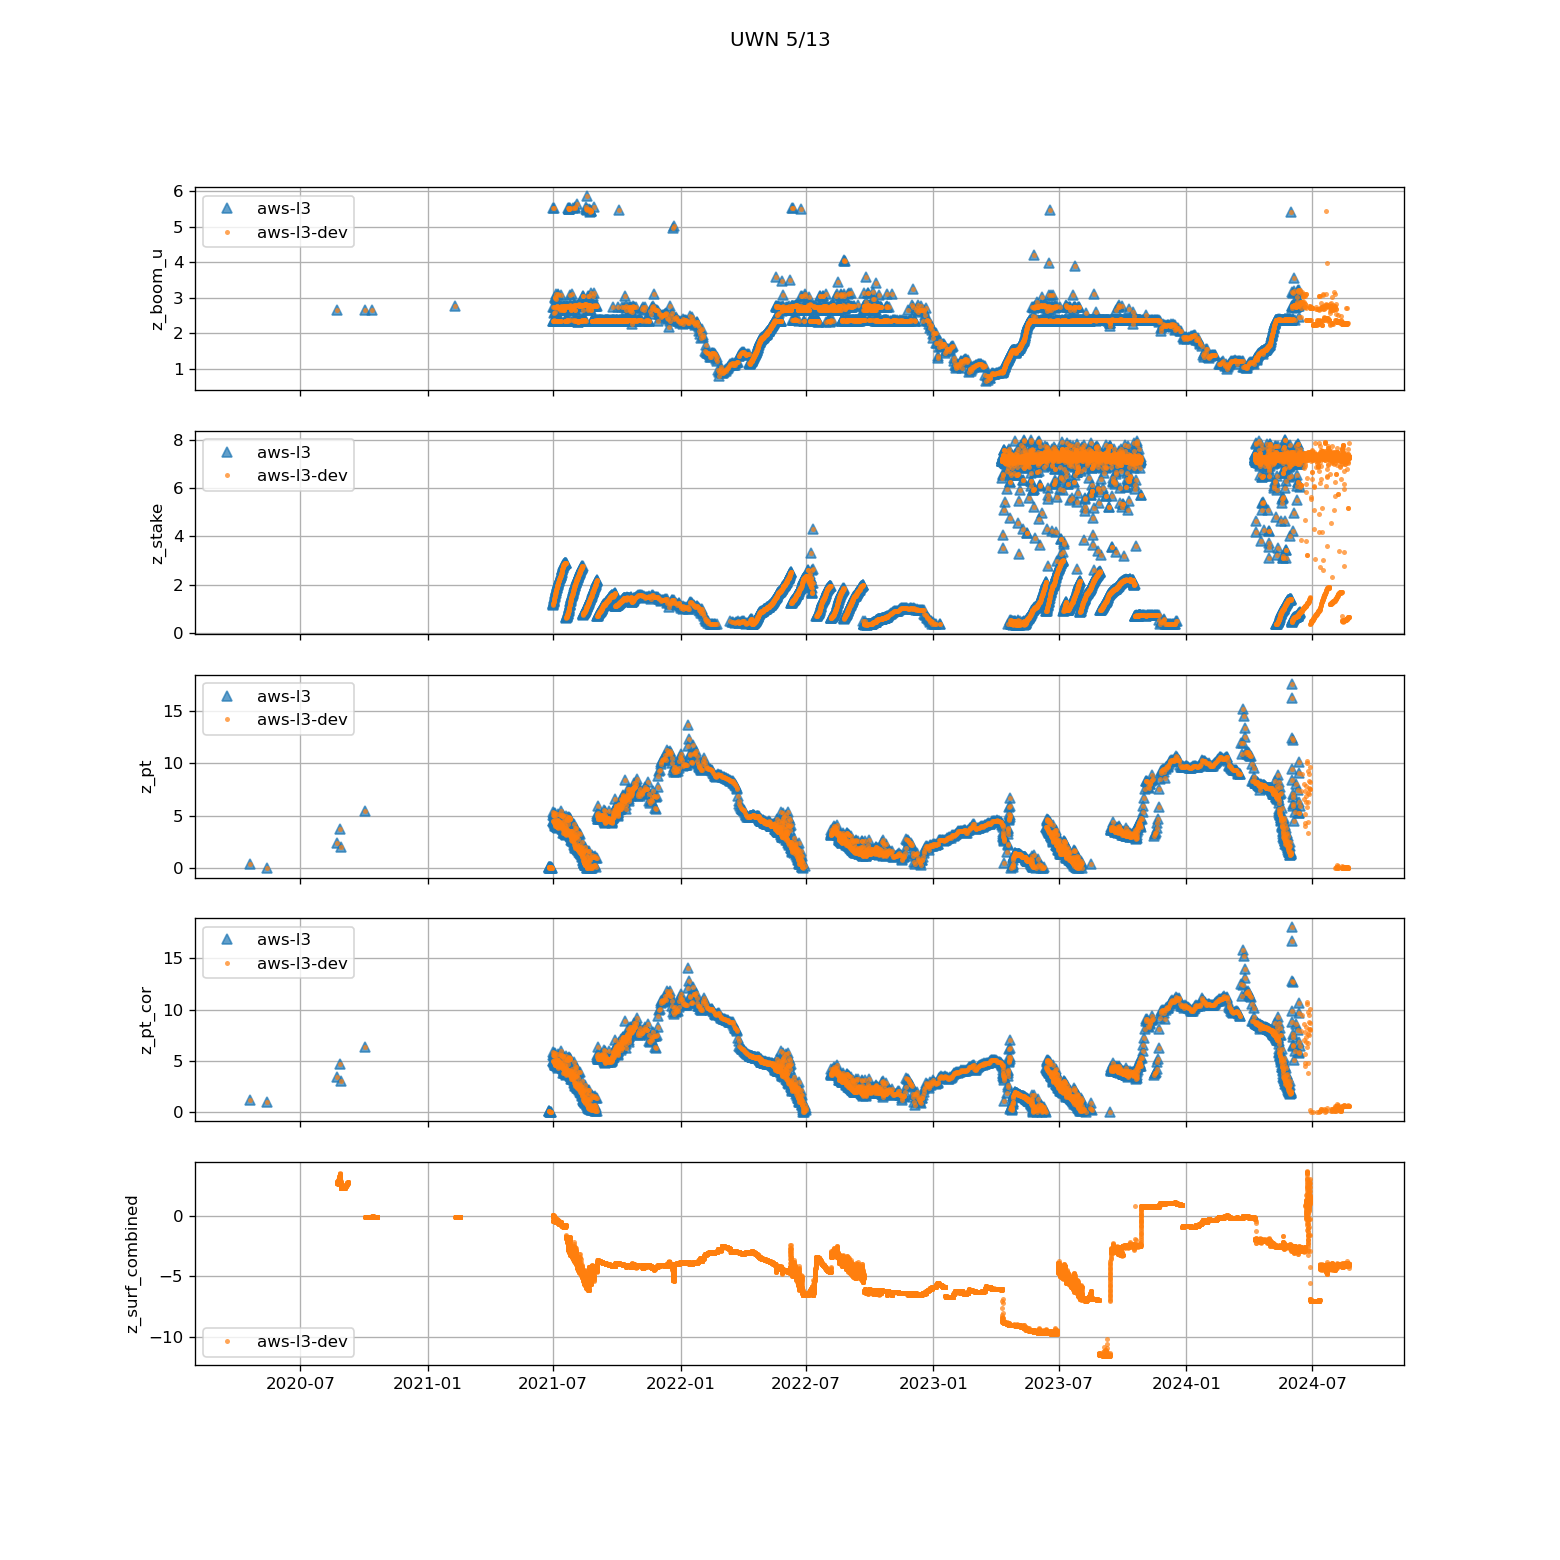 UWN 5/13
6
5
4
3
2
1
z_boom_u
aws-l3
aws-l3-dev
8
6
4
2
0
z_stake
aws-l3
aws-l3-dev
15
10
5
0
z_pt
aws-l3
aws-l3-dev
15
10
5
0
z_pt_cor
aws-l3
aws-l3-dev
0
−5
−10
z_surf_combined
aws-l3-dev
2020-07 2021-01 2021-07 2022-01 2022-07 2023-01 2023-07 2024-01 2024-07